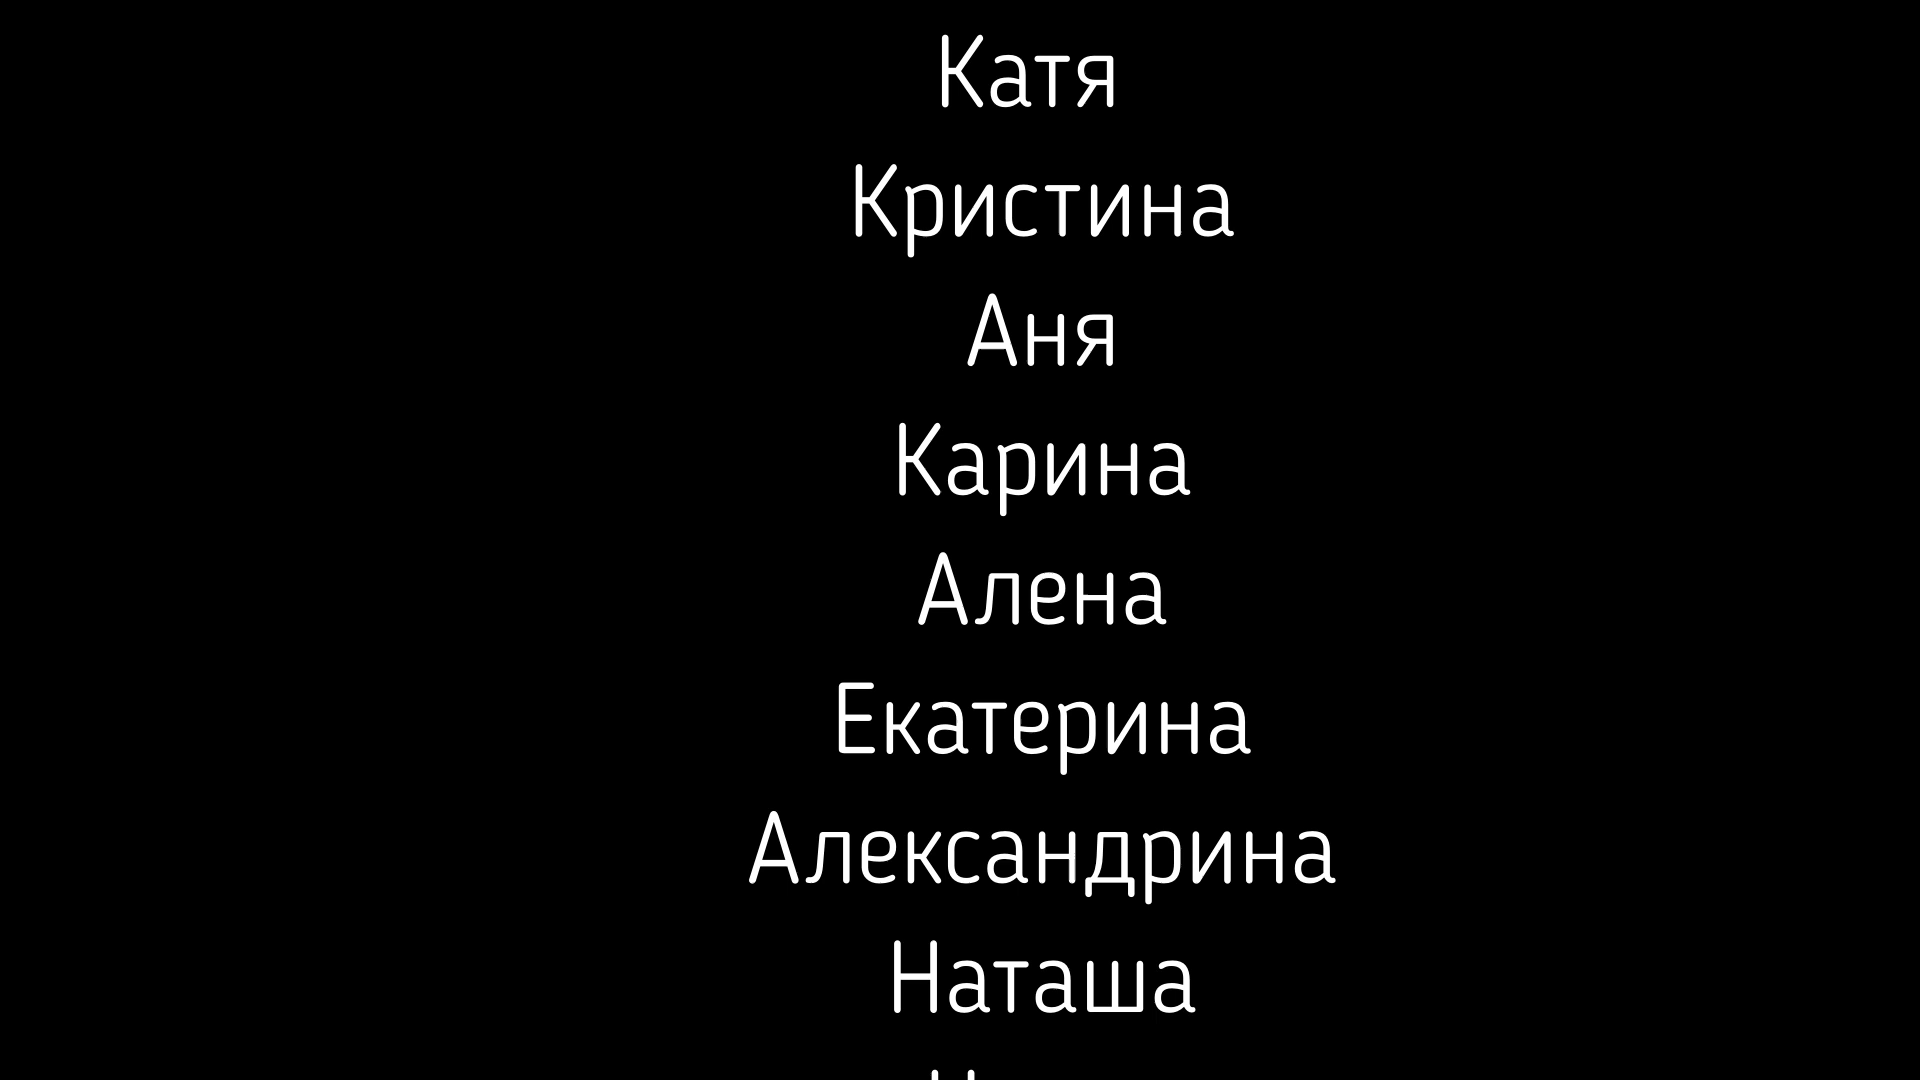 Катя
Кристина
Аня
Карина
Алена
Екатерина
Александрина
Наташа